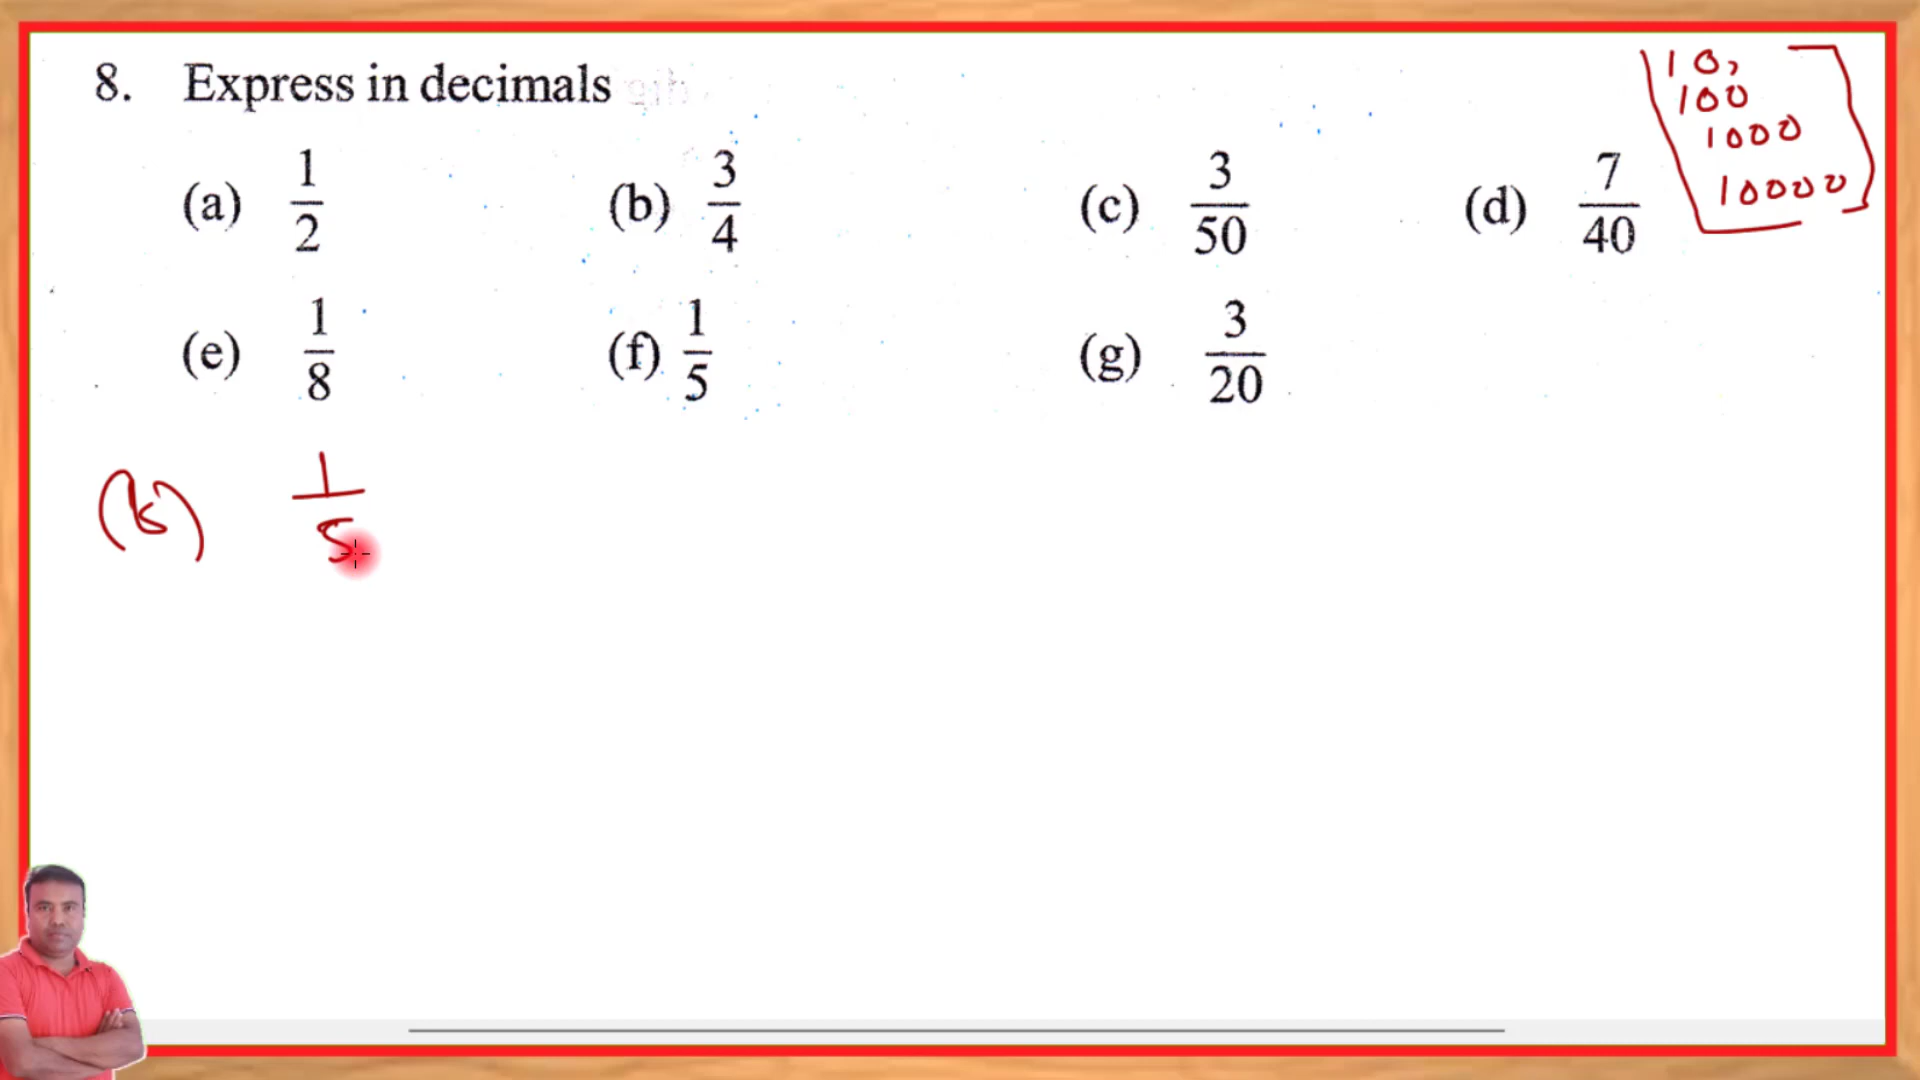 8. Express in decimals
(a) 1/2 (b) 3/4 (c) 3/50 (d) 7/40
(e) 1/8 (f) 1/5 (g) 3/20
10,
100
1000
10000
1/5